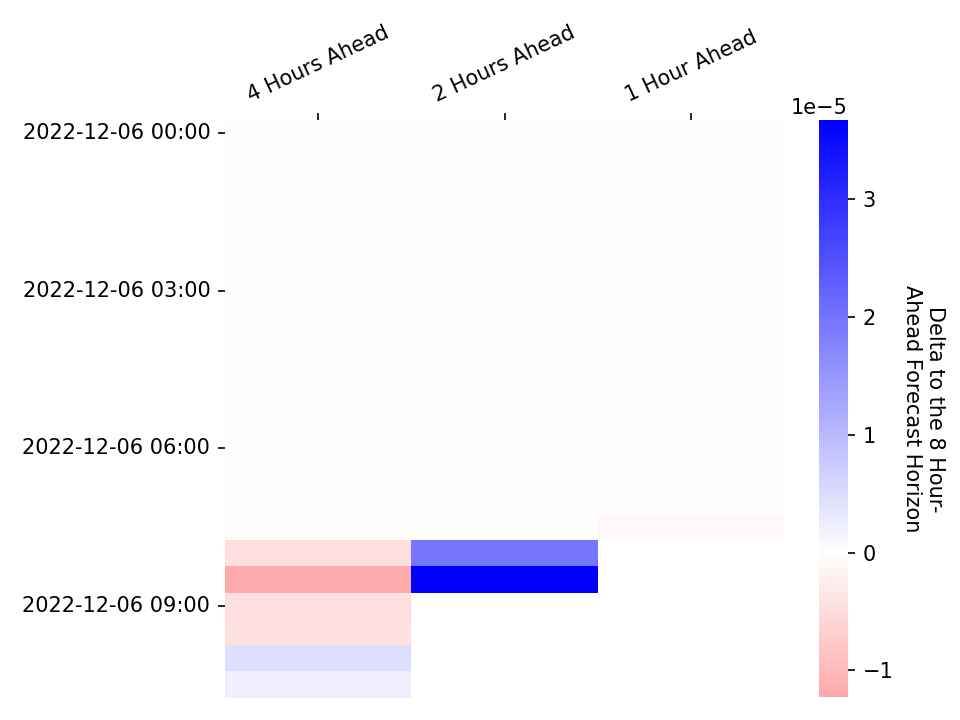 4 Hours Ahead
2 Hours Ahead
1 Hour Ahead
1e−5
2022-12-06 00:00
2022-12-06 03:00
2022-12-06 06:00
2022-12-06 09:00
3
2
1
0
−1
Delta to the 8 Hour-
Ahead Forecast Horizon